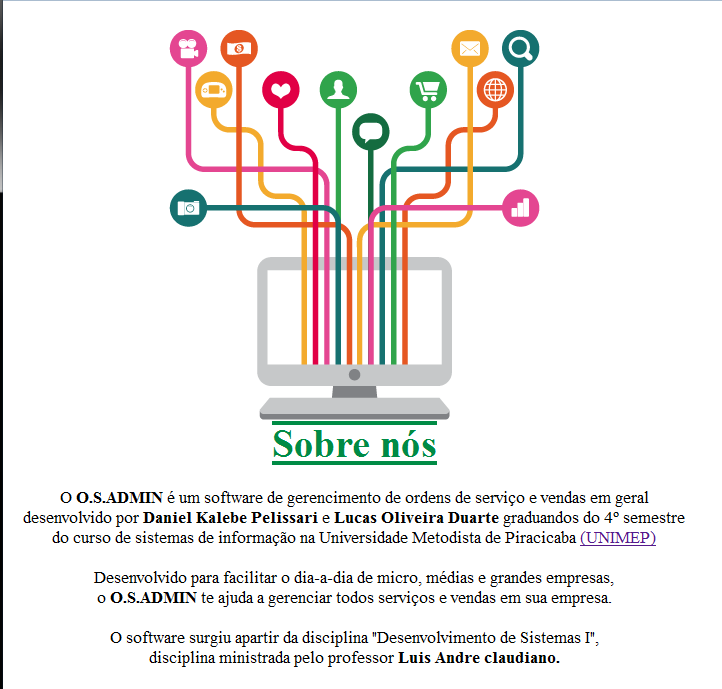 Sobre nós
O O.S.ADMIN é um software de gerencimento de ordens de serviço e vendas em geral
desenvolvido por Daniel Kalebe Pelissari e Lucas Oliveira Duarte graduandos do 4° semestre
do curso de sistemas de informação na Universidade Metodista de Piracicaba (UNIMEP)
Desenvolvido para facilitar o dia-a-dia de micro, médias e grandes empresas,
o O.S.ADMIN te ajuda a gerenciar todos serviços e vendas em sua empresa.
O software surgiu apartir da disciplina "Desenvolvimento de Sistemas I",
disciplina ministrada pelo professor Luis Andre claudiano.